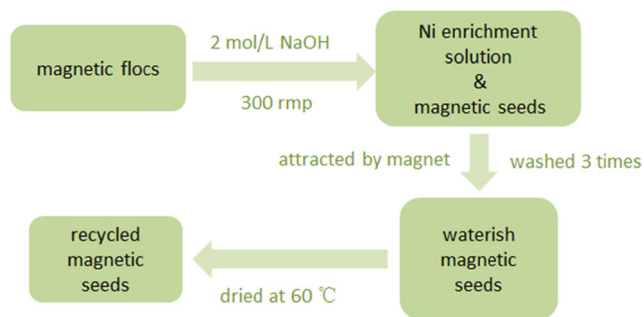 magnetic flocs
2 mol/L NaOH
300 rmp
Ni enrichment
solution
&
magnetic seeds
attracted by magnet
washed 3 times
waterish
magnetic
seeds
dried at 60 ℃
recycled
magnetic
seeds